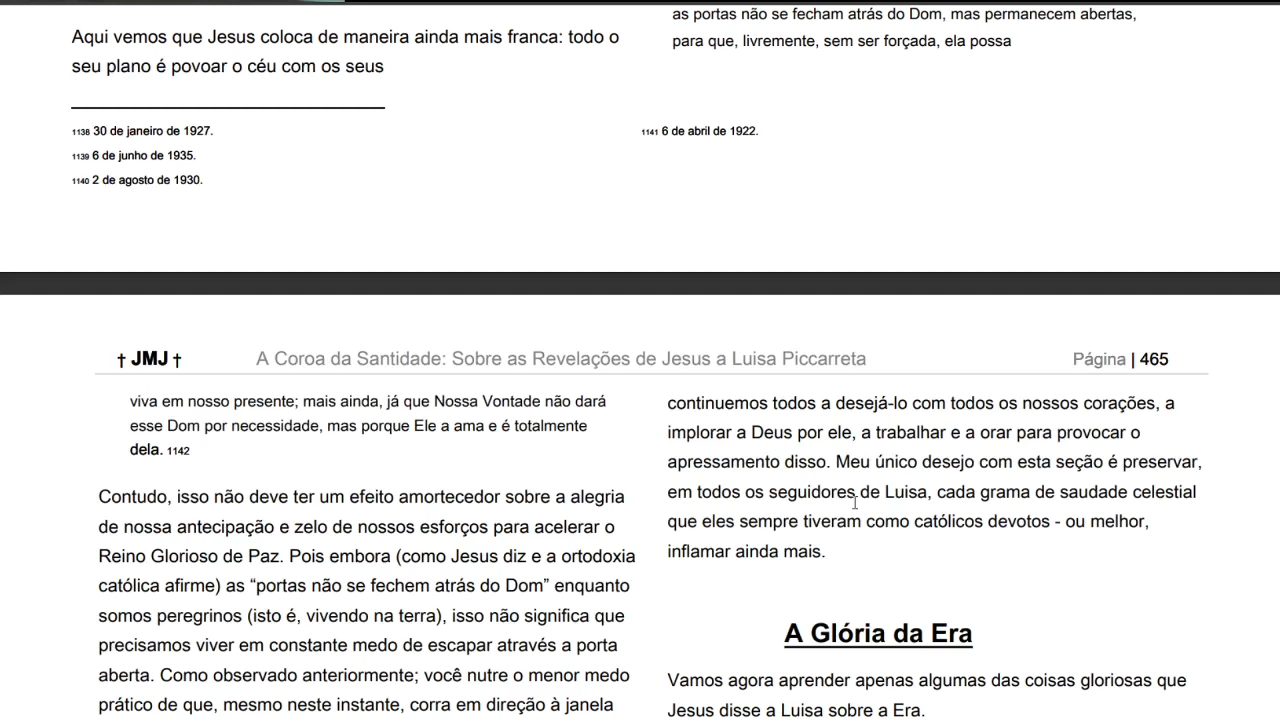 Aqui vemos que Jesus coloca de maneira ainda mais franca: todo o
seu plano é povoar o céu com os seus
1138 30 de janeiro de 1927.
1139 6 de junho de 1935.
1140 2 de agosto de 1930.
as portas não se fecham atrás do Dom, mas permanecem abertas,
para que, livremente, sem ser forçada, ela possa
1141 6 de abril de 1922.
† JMJ † A Coroa da Santidade: Sobre as Revelações de Jesus a Luisa Piccarreta Página | 465
viva em nosso presente; mais ainda, já que Nossa Vontade não dará
esse Dom por necessidade, mas porque Ele a ama e é totalmente
dela. 1142
Contudo, isso não deve ter um efeito amortecedor sobre a alegria
de nossa antecipação e zelo de nossos esforços para acelerar o
Reino Glorioso de Paz. Pois embora (como Jesus diz e a ortodoxia
católica afirme) as “portas não se fechem atrás do Dom” enquanto
somos peregrinos (isto é, vivendo na terra), isso não significa que
precisamos viver em constante medo de escapar através a porta
aberta. Como observado anteriormente; você nutre o menor medo
prático de que, mesmo neste instante, corra em direção à janela
continuemos todos a desejá-lo com todos os nossos corações, a
implorar a Deus por ele, a trabalhar e a orar para provocar o
apressamento disso. Meu único desejo com esta seção é preservar,
em todos os seguidores de Luisa, cada grama de saudade celestial
que eles sempre tiveram como católicos devotos - ou melhor,
inflamar ainda mais.
A Glória da Era
Vamos agora aprender apenas algumas das coisas gloriosas que
Jesus disse a Luisa sobre a Era.